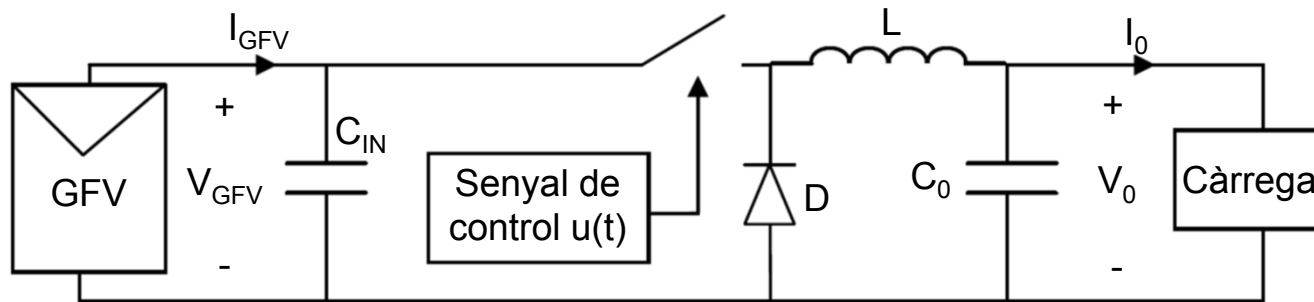 I_GFV
L
I_0
+
+
C_IN
GFV
V_GFV
Senyal de
control u(t)
D
C_0
V_0
Càrrega
-
-